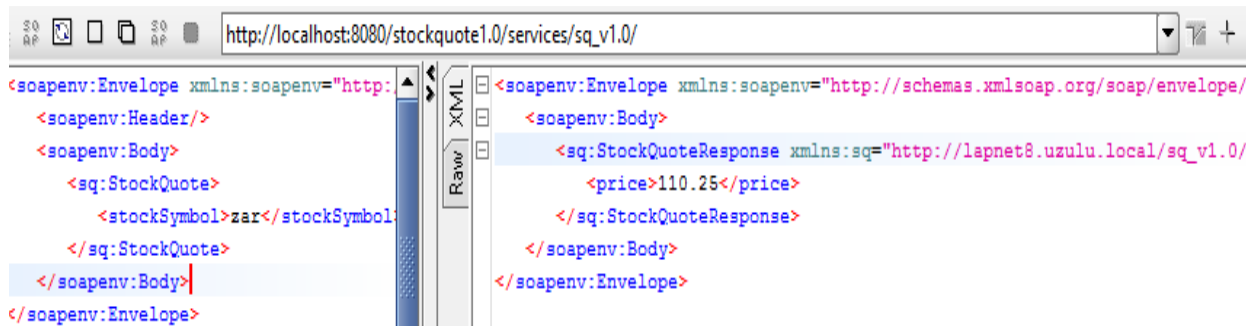 http://localhost:8080/stockquote1.0/services/sq_v1.0/
<soapenv:Envelope xmlns:soapenv="http:/
<soapenv:Header/>
<soapenv:Body>
<sq:StockQuote>
<stockSymbol>zar</stockSymbol>
</sq:StockQuote>
</soapenv:Body>
</soapenv:Envelope>
XML
Raw
<soapenv:Envelope xmlns:soapenv="http://schemas.xmlsoap.org/soap/envelope/
<soapenv:Body>
<sq:StockQuoteResponse xmlns:sq="http://lapnet8.uzulu.local/sq_v1.0/
<price>110.25</price>
</sq:StockQuoteResponse>
</soapenv:Body>
</soapenv:Envelope>